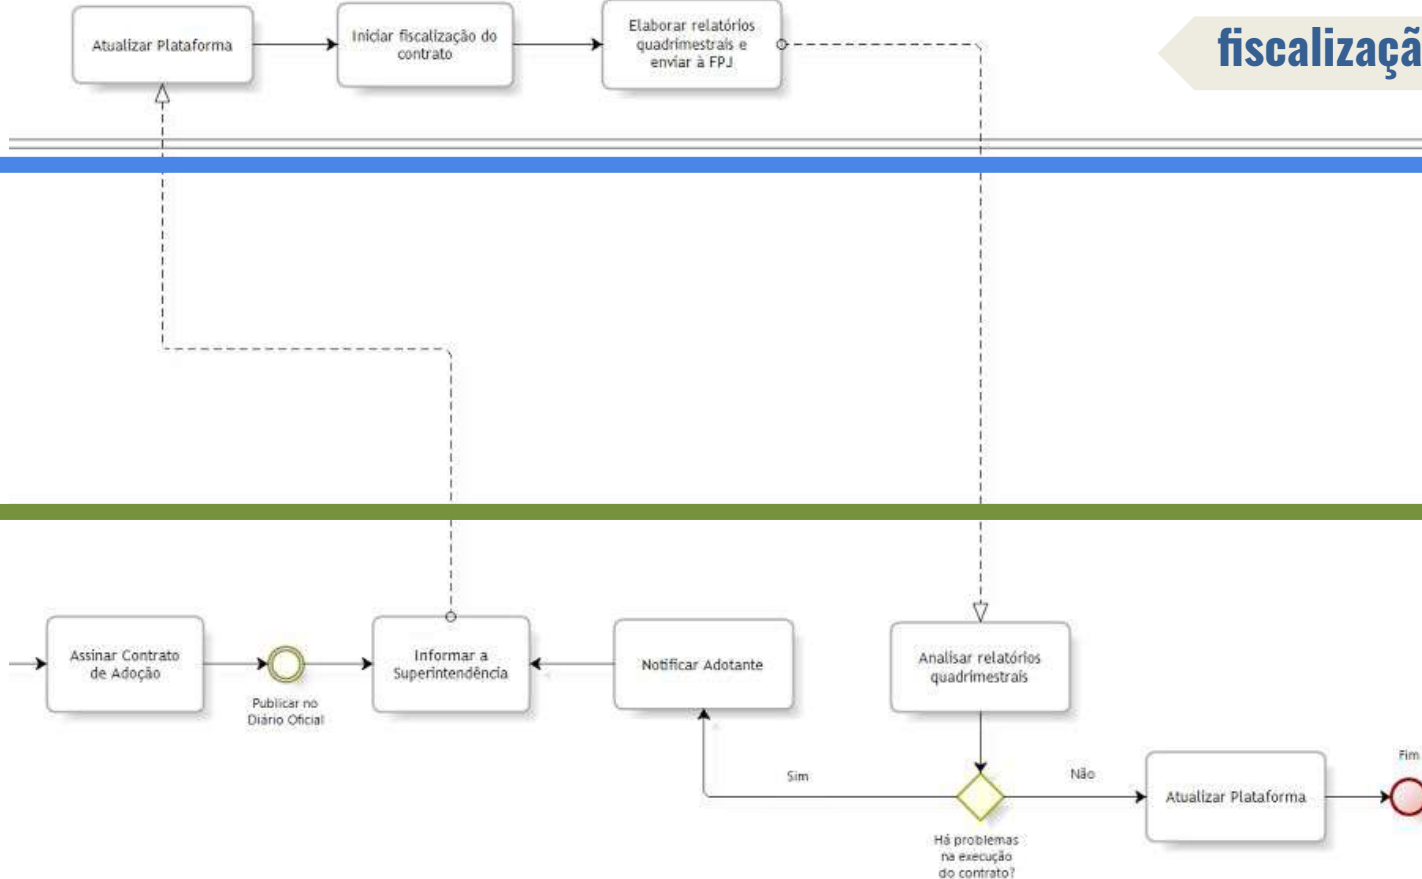 fiscalizaçã
Atualizar Plataforma
Iniciar fiscalização do
contrato
Elaborar relatórios
quadrimestrais e
enviar à FPJ
Assinar Contrato
de Adoção
Publicar no
Diário Oficial
Informar a
Superintendência
Notificar Adotante
Analisar relatórios
quadrimestrais
Sim
Não
Há problemas
na execução
do contrato?
Atualizar Plataforma
Fim